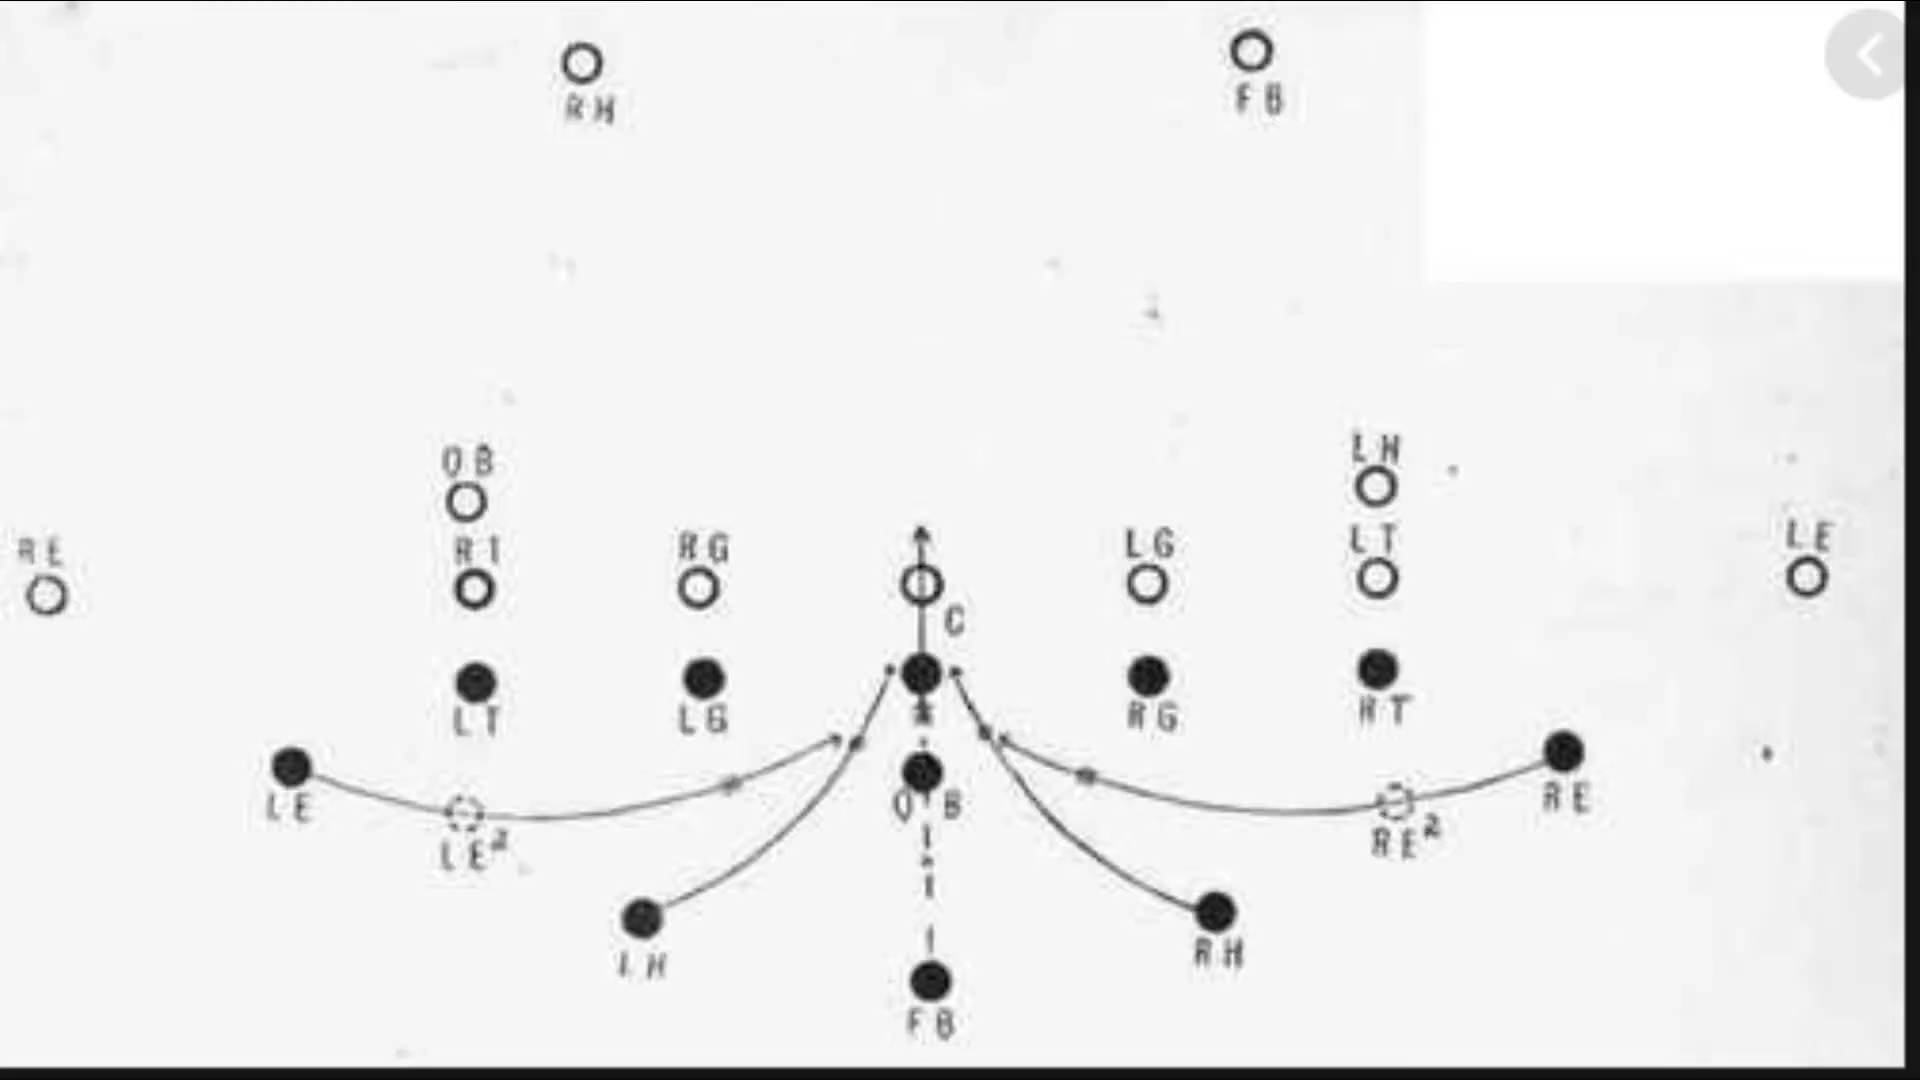 RH
FB
QB
LH
RE
RT
RG
LG
LT
LE
C
LT
LG
RG
RT
LE
QB
RE
LE²
RE²
LH
RH
FB